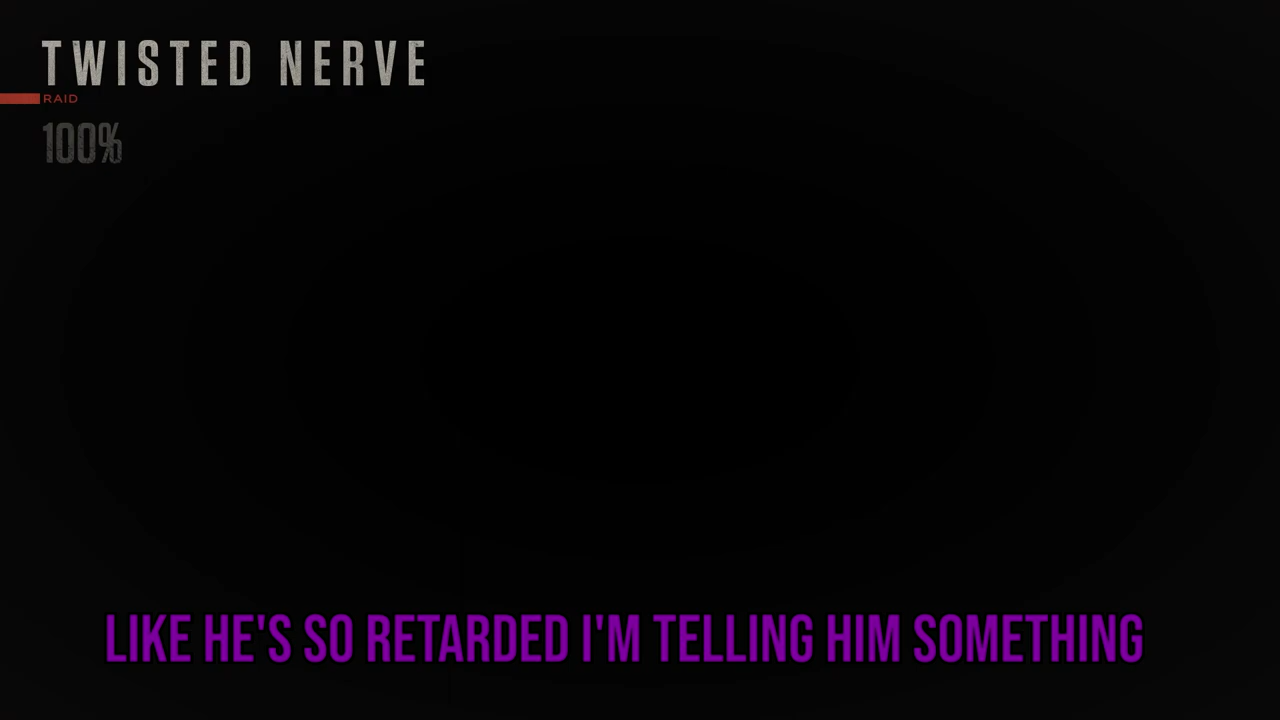 TWISTED NERVE
RAID
100%
LIKE HE'S SO RETARDED I'M TELLING HIM SOMETHING